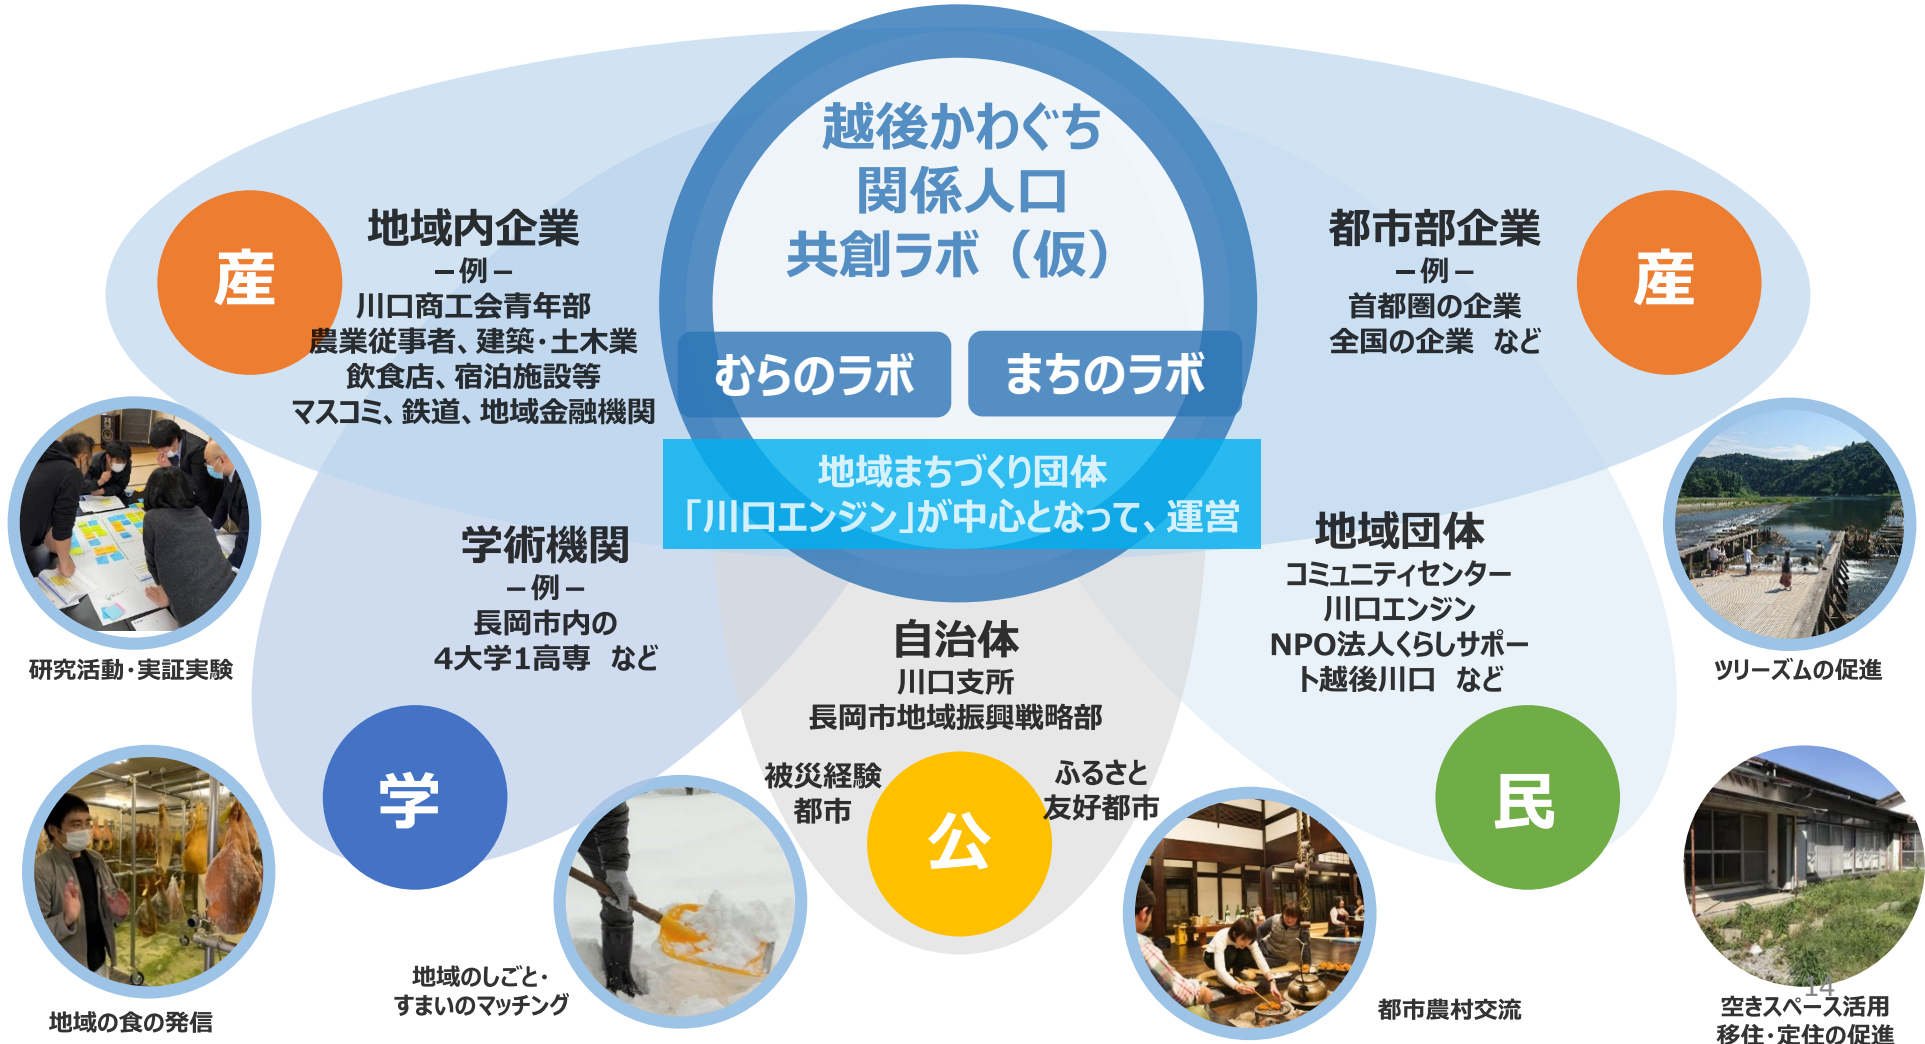 越後かわぐち
関係人口
共創ラボ（仮）
むらのラボ
まちのラボ
地域まちづくり団体
「川口エンジン」が中心となって、運営
産
地域内企業
－例－
川口商工会青年部
農業従事者、建築・土木業
飲食店、宿泊施設等
マスコミ、鉄道、地域金融機関
都市部企業
－例－
首都圏の企業
全国の企業　など
産
学術機関
－例－
長岡市内の
4大学1高専　など
学
自治体
川口支所
長岡市地域振興戦略部
被災経験
都市
ふるさと
友好都市
公
地域団体
コミュニティセンター
川口エンジン
NPO法人くらしサポー
ト越後川口　など
民
研究活動・実証実験
地域の食の発信
地域のしごと・
すまいのマッチング
都市農村交流
ツリーズムの促進
14
空きスペース活用
移住・定住の促進